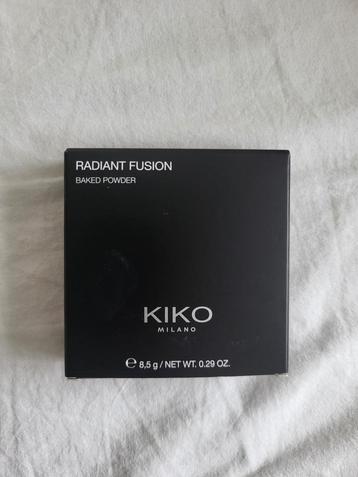 RADIANT FUSION
BAKED POWDER
KIKO
MILANO
℮ 8,5 g / NET WT. 0.29 OZ.